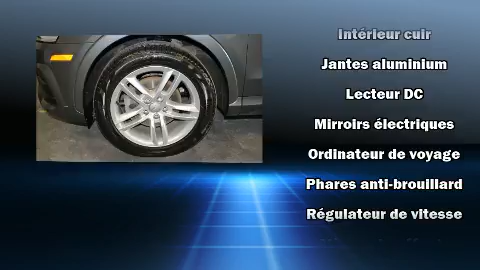 Intérieur cuir
Jantes aluminium
Lecteur DC
Mirroirs électriques
Ordinateur de voyage
Phares anti-brouillard
Régulateur de vitesse